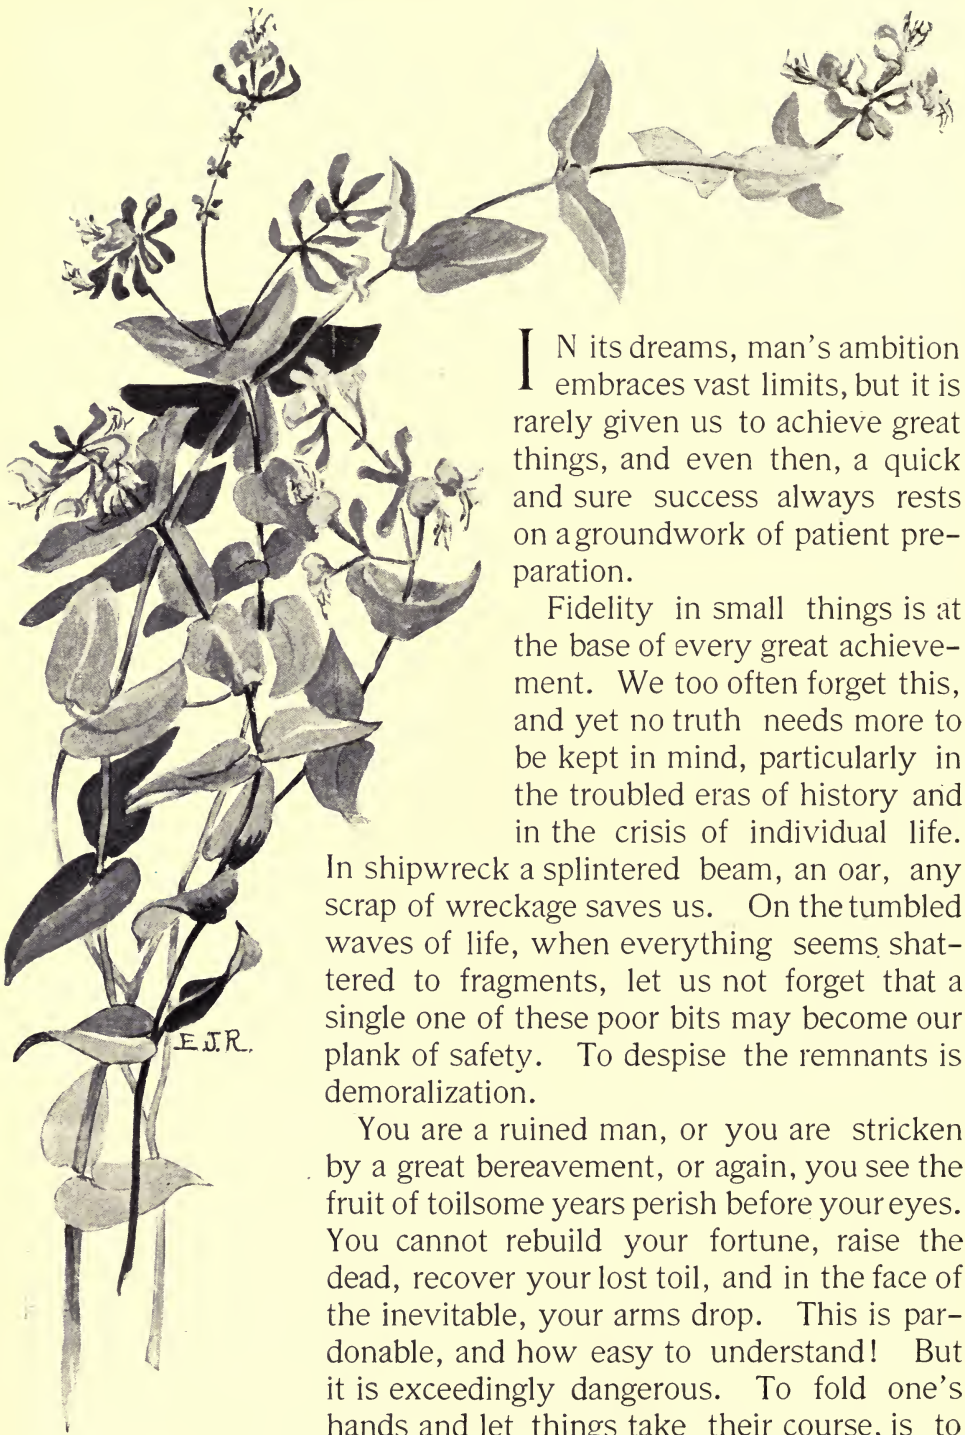 IN its dreams, man's ambition
embraces vast limits, but it is
rarely given us to achieve great
things, and even then, a quick
and sure success always rests
on a groundwork of patient pre-
paration.
Fidelity in small things is at
the base of every great achieve-
ment. We too often forget this,
and yet no truth needs more to
be kept in mind, particularly in
the troubled eras of history and
in the crisis of individual life.
In shipwreck a splintered beam, an oar, any
scrap of wreckage saves us. On the tumbled
waves of life, when everything seems shat-
tered to fragments, let us not forget that a
single one of these poor bits may become our
plank of safety. To despise the remnants is
demoralization.
E.J.R.
You are a ruined man, or you are stricken
by a great bereavement, or again, you see the
fruit of toilsome years perish before your eyes.
You cannot rebuild your fortune, raise the
dead, recover your lost toil, and in the face of
the inevitable, your arms drop. This is par-
donable, and how easy to understand! But
it is exceedingly dangerous. To fold one's
hands and let things take their course, is to